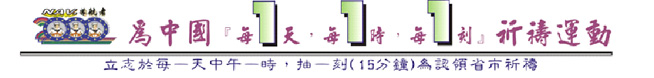 為中國『每1天，每1時，每1刻』祈禱運動
立志於每一天中午一時，抽一刻(15分鐘)為認領省市祈禱